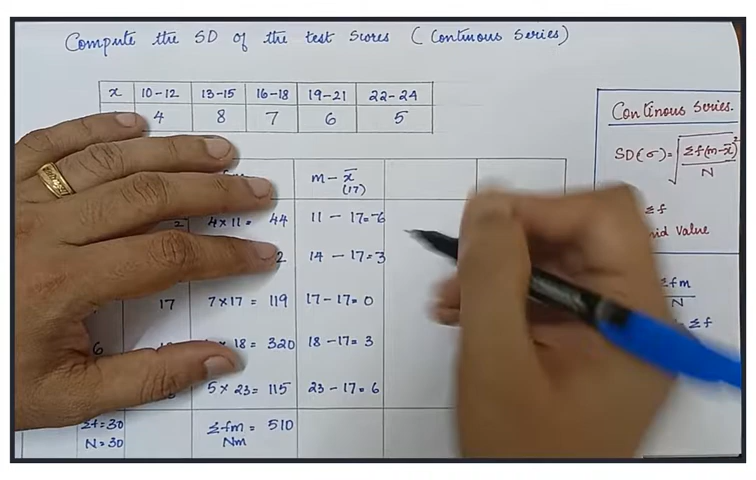 Compute the SD of the test scores (Continuous Series)
x 10-12 13-15 16-18 19-21 22-24
4 8 7 6 5
Continous Series.
SD(σ) = √Σf(m-x̄)²/N
m - x̄
(17)
Σf
2 4×11 = 44 11 - 17=-6
mid Value
2 14 - 17=3
17 7×17 = 119 17-17=0
Σfm
N
Σf
6 18 = 320 18 -17= 3
5 × 23 = 115 23 -17= 6
Σf=30 Σfm = 510
N=30 Nm